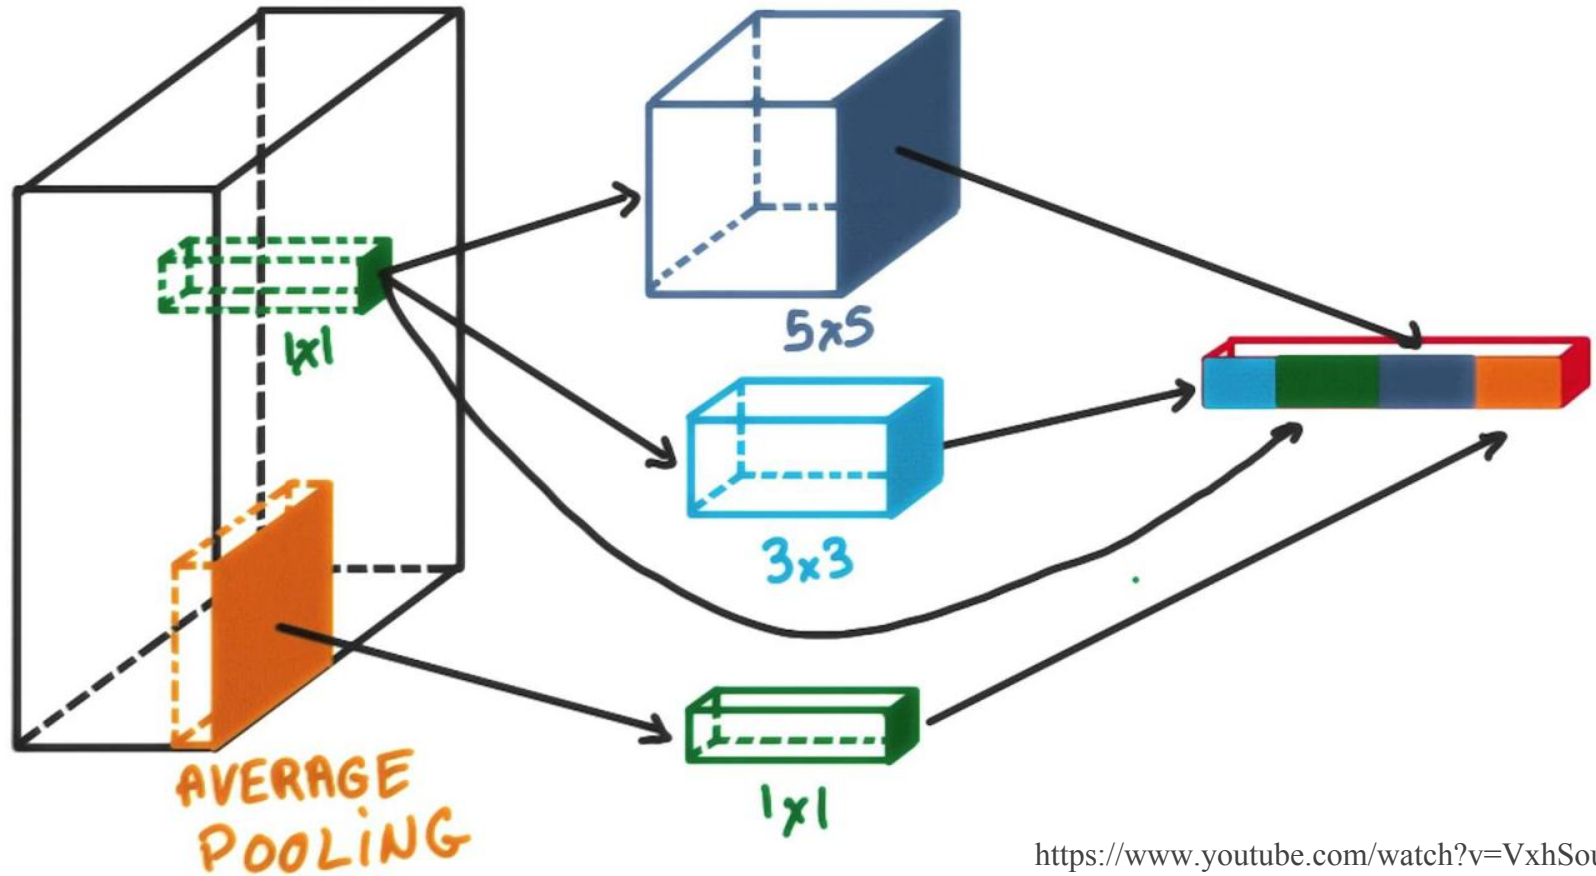 1x1
5x5
3x3
AVERAGE
POOLING
1x1
https://www.youtube.com/watch?v=VxhSou